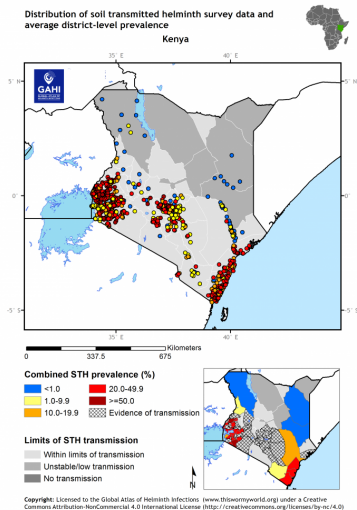 Distribution of soil transmitted helminth survey data and
average district-level prevalence
Kenya
35° E
40° E
5° N
5° N
GAHI
0°
0°
-5° S
5° S
35° E
40° E
Kilometers
0
337.5
675
Combined STH prevalence (%)
<1.0
20.0-49.9
1.0-9.9
>=50.0
10.0-19.9
Evidence of transmission
Limits of STH transmission
Within limits of transmission
Unstable/low transmission
No transmission
N
Copyright: Licensed to the Global Atlas of Helminth Infections (www.thiswormyworld.org) under a Creative
Commons Attribution-NonCommercial 4.0 International License (http://creativecommons.org/licenses/by-nc/4.0)